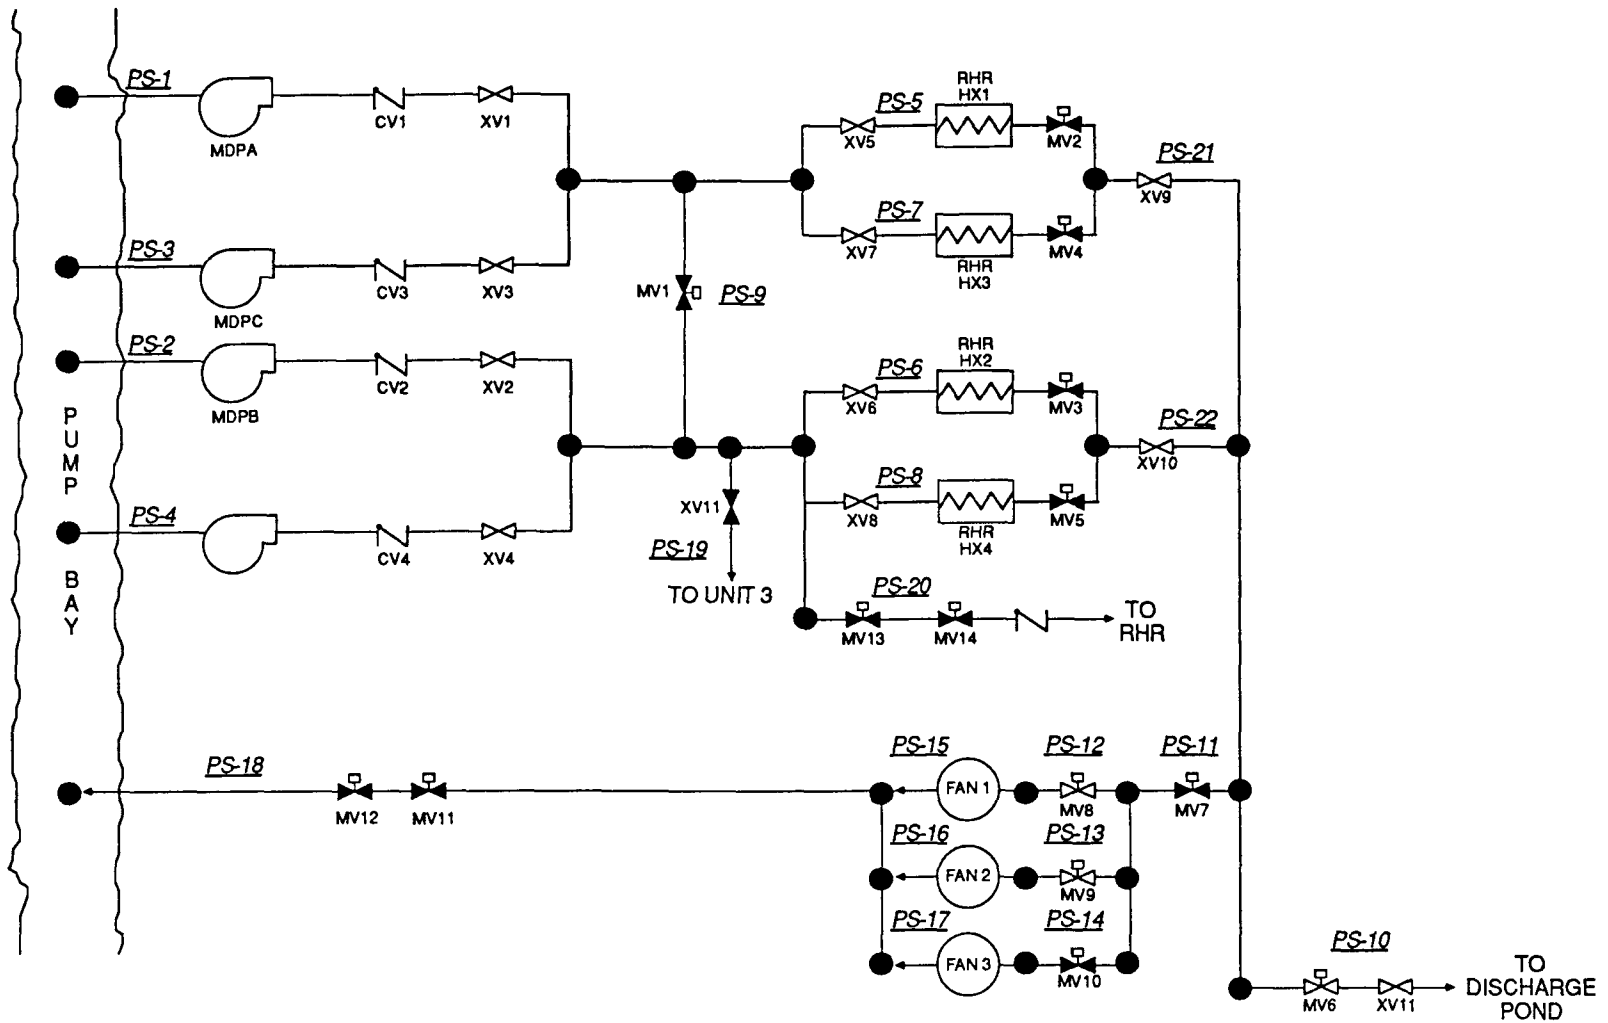 PS-1
MDPA
CV1
XV1
PS-3
MDPC
CV3
XV3
PS-2
MDPB
CV2
XV2
PS-4
CV4
XV4
PUMP
BAY
MV1
PS-9
XV11
PS-19
TO UNIT 3
PS-5
XV5
RHR
HX1
MV2
PS-7
XV7
RHR
HX3
MV4
PS-21
XV9
PS-6
XV6
RHR
HX2
MV3
PS-8
XV8
RHR
HX4
MV5
PS-22
XV10
PS-20
MV13
MV14
TO
RHR
PS-18
MV12
MV11
PS-15
FAN 1
PS-12
MV8
PS-11
MV7
PS-16
FAN 2
PS-13
MV9
PS-17
FAN 3
PS-14
MV10
PS-10
MV6
XV11
TO
DISCHARGE
POND